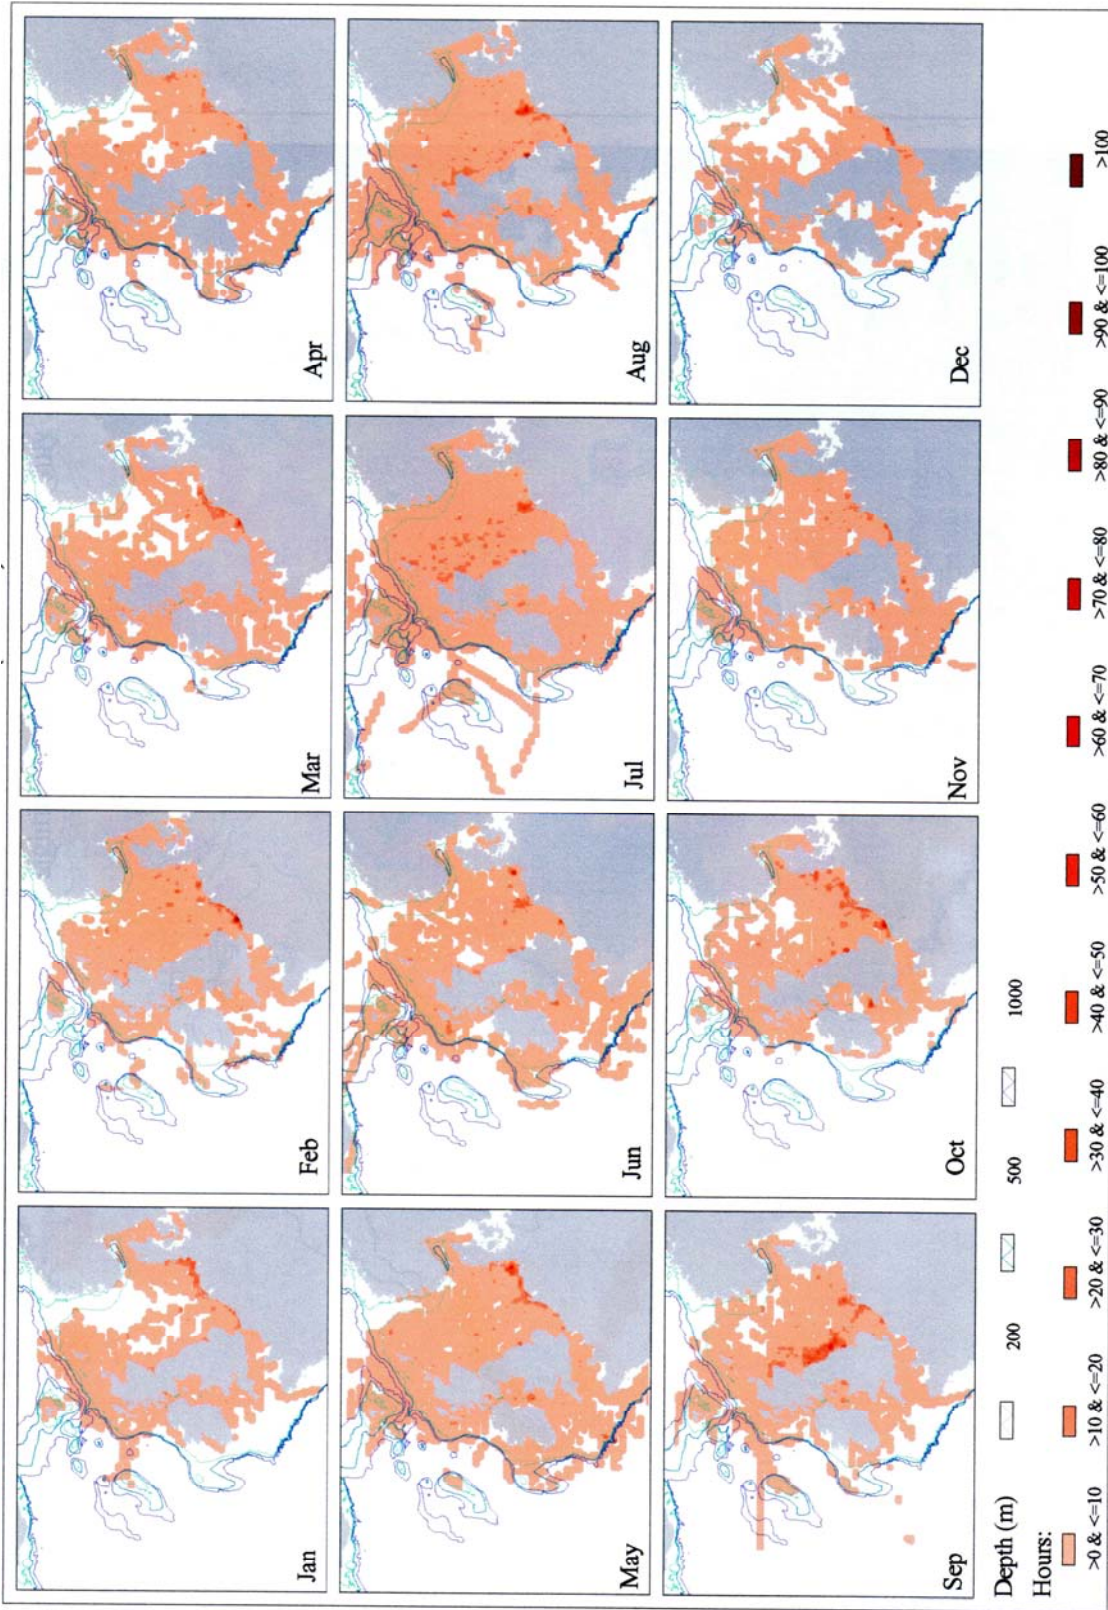 Jan
Feb
Mar
Apr
May
Jun
Jul
Aug
Sep
Oct
Nov
Dec
Depth (m)
200
500
1000
Hours:
>0 & <=10
>10 & <=20
>20 & <=30
>30 & <=40
>40 & <=50
>50 & <=60
>60 & <=70
>70 & <=80
>80 & <=90
>90 & <=100
>100